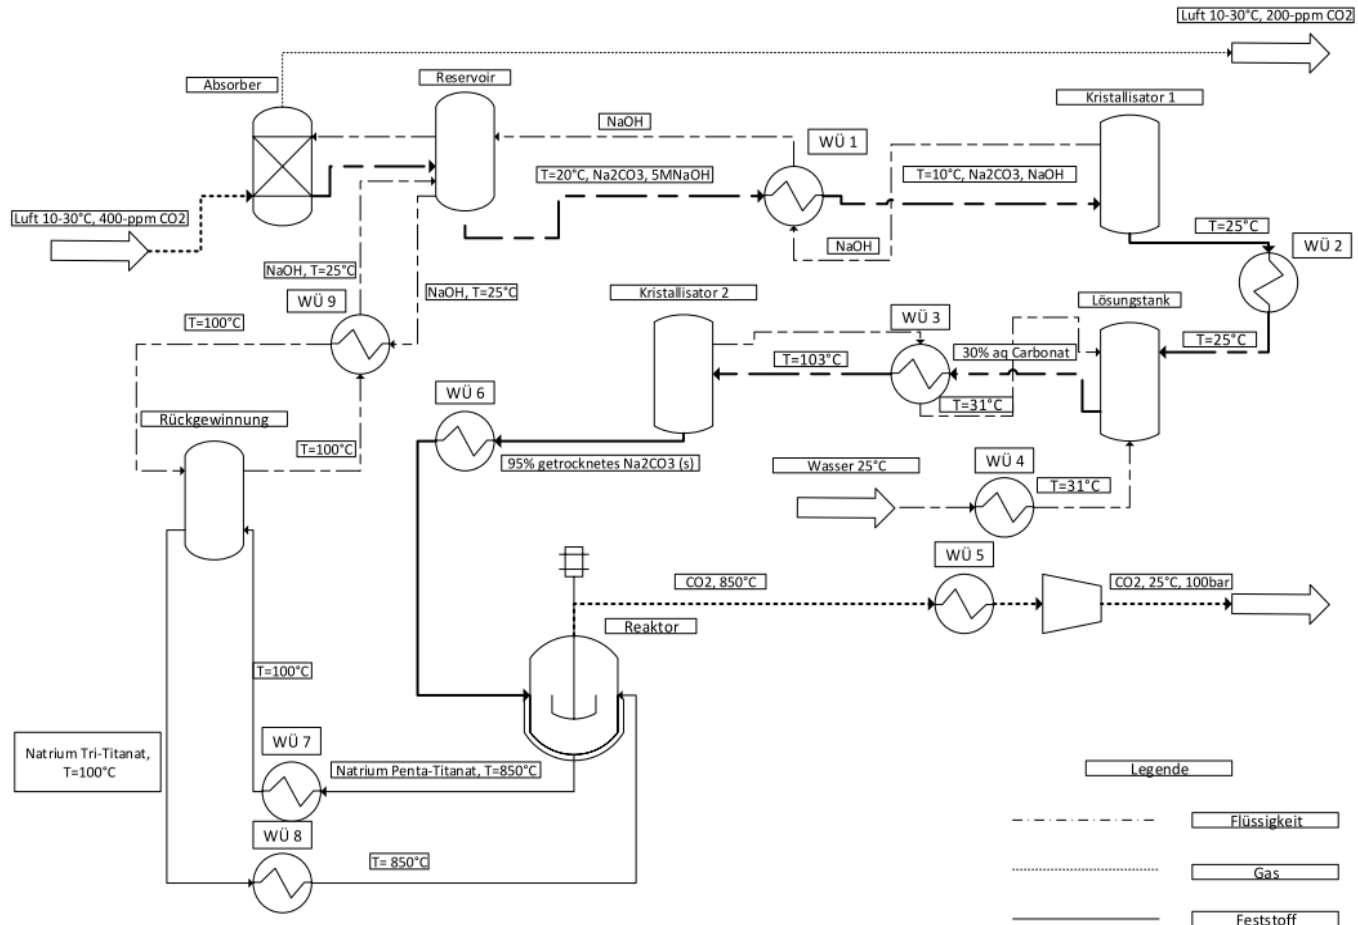 Luft 10-30°C, 200-ppm CO2
Absorber
Reservoir
Kristallisator 1
NaOH
WÜ 1
T=20°C, Na2CO3, 5MNaOH
T=10°C, Na2CO3, NaOH
Luft 10-30°C, 400-ppm CO2
NaOH
T=25°C
WÜ 2
NaOH, T=25°C
NaOH, T=25°C
WÜ 9
Kristallisator 2
Lösungstank
T=100°C
WÜ 3
T=25°C
T=103°C
30% aq Carbonat
WÜ 6
T=31°C
Rückgewinnung
T=100°C
95% getrocknetes Na2CO3 (s)
Wasser 25°C
WÜ 4
T=31°C
WÜ 5
CO2, 850°C
CO2, 25°C, 100bar
Reaktor
T=100°C
Natrium Tri-Titanat,
T=100°C
WÜ 7
Natrium Penta-Titanat, T=850°C
Legende
WÜ 8
Flüssigkeit
T= 850°C
Gas
Feststoff